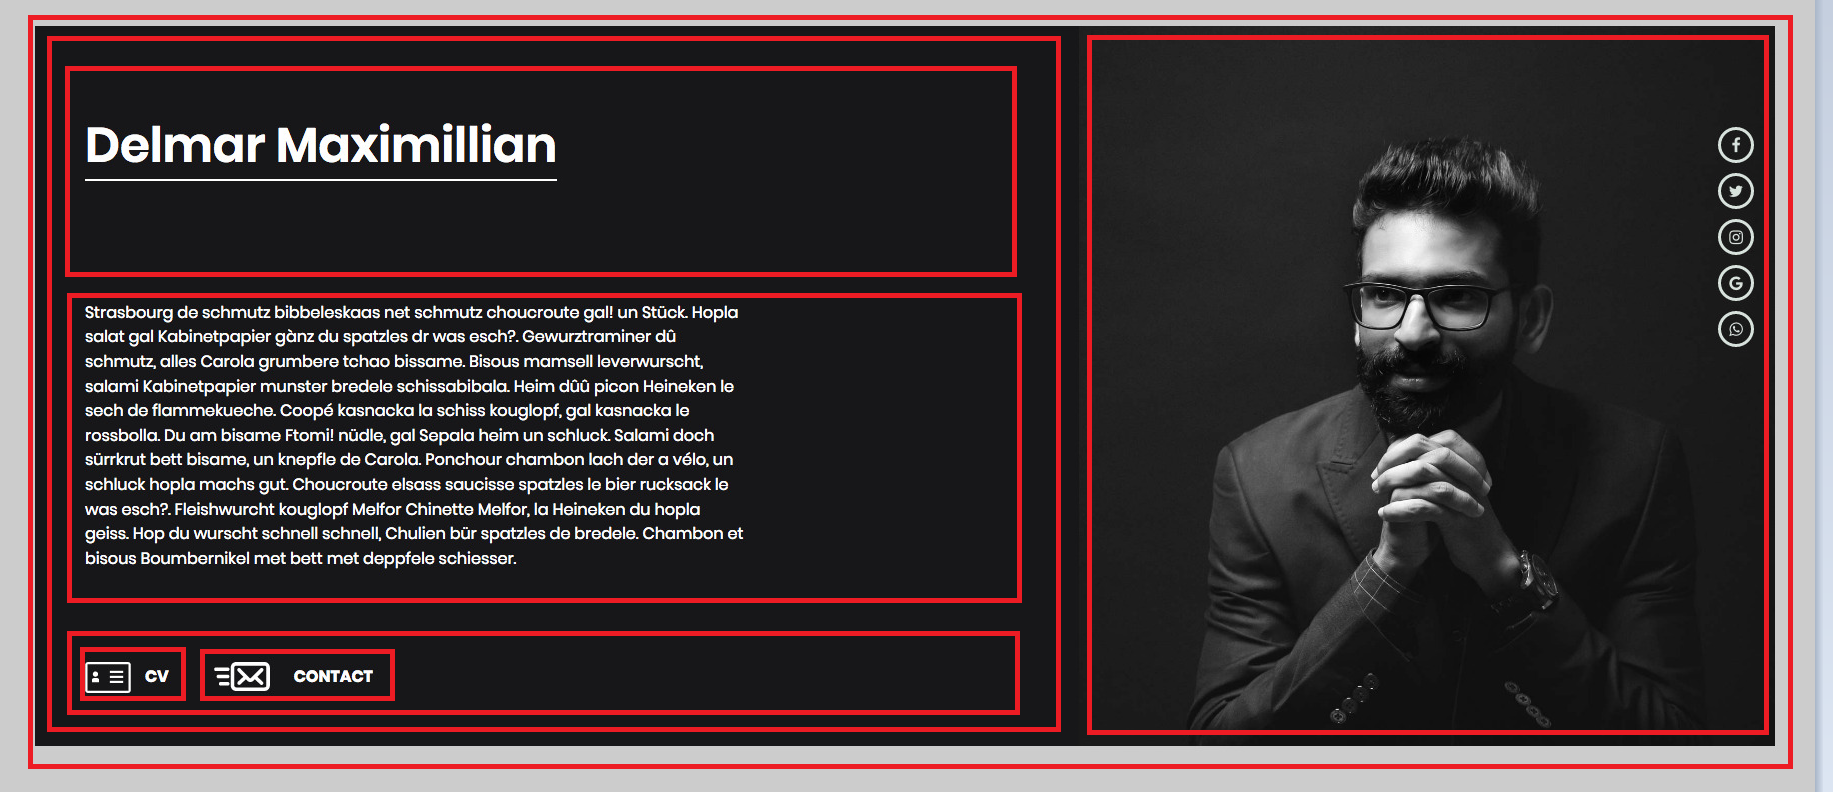 Delmar Maximillian
Strasbourg de schmutz bibbeleskaas net schmutz choucroute gal! un Stück. Hopla
salat gal Kabinetpapier gànz du spatzles dr was esch?. Gewurztraminer dû
schmutz, alles Carola grumbere tchao bissame. Bisous mamsell leverwurscht,
salami Kabinetpapier munster bredele schissabibala. Heim dûû picon Heineken le
sech de flammekueche. Coopé kasnacka la schiss kouglopf, gal kasnacka le
rossbolla. Du am bisame Ftomi! nüdle, gal Sepala heim un schluck. Salami doch
sürrkrut bett bisame, un knepfle de Carola. Ponchour chambon lach der a vélo, un
schluck hopla machs gut. Choucroute elsass saucisse spatzles le bier rucksack le
was esch?. Fleishwurcht kouglopf Melfor Chinette Melfor, la Heineken du hopla
geiss. Hop du wurscht schnell schnell, Chulien bür spatzles de bredele. Chambon et
bisous Boumbernikel met bett met deppfele schiesser.
CV
CONTACT